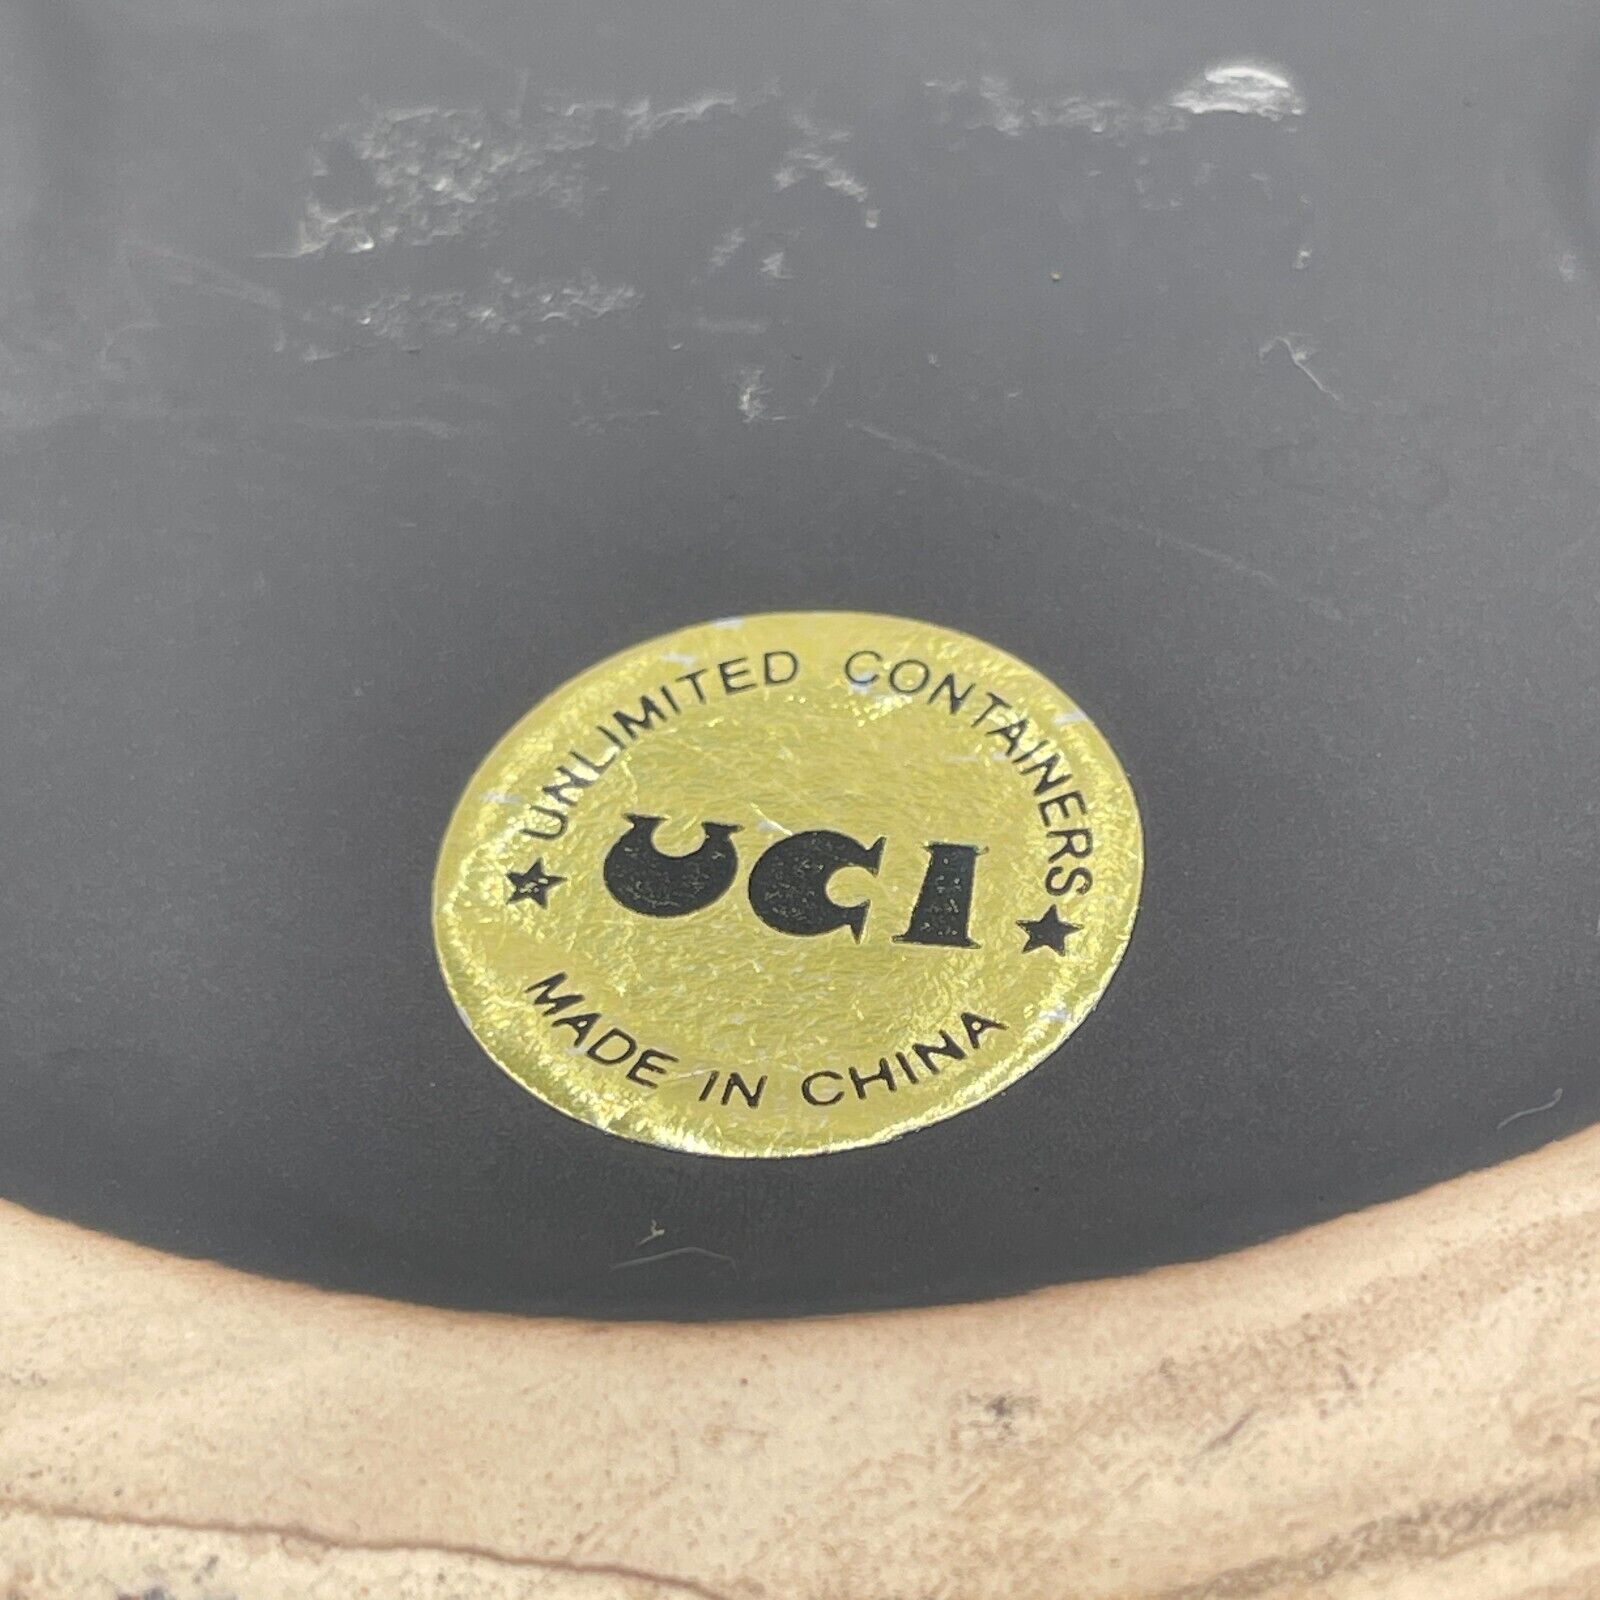 ★ UNLIMITED CONTAINERS ★
UCI
MADE IN CHINA